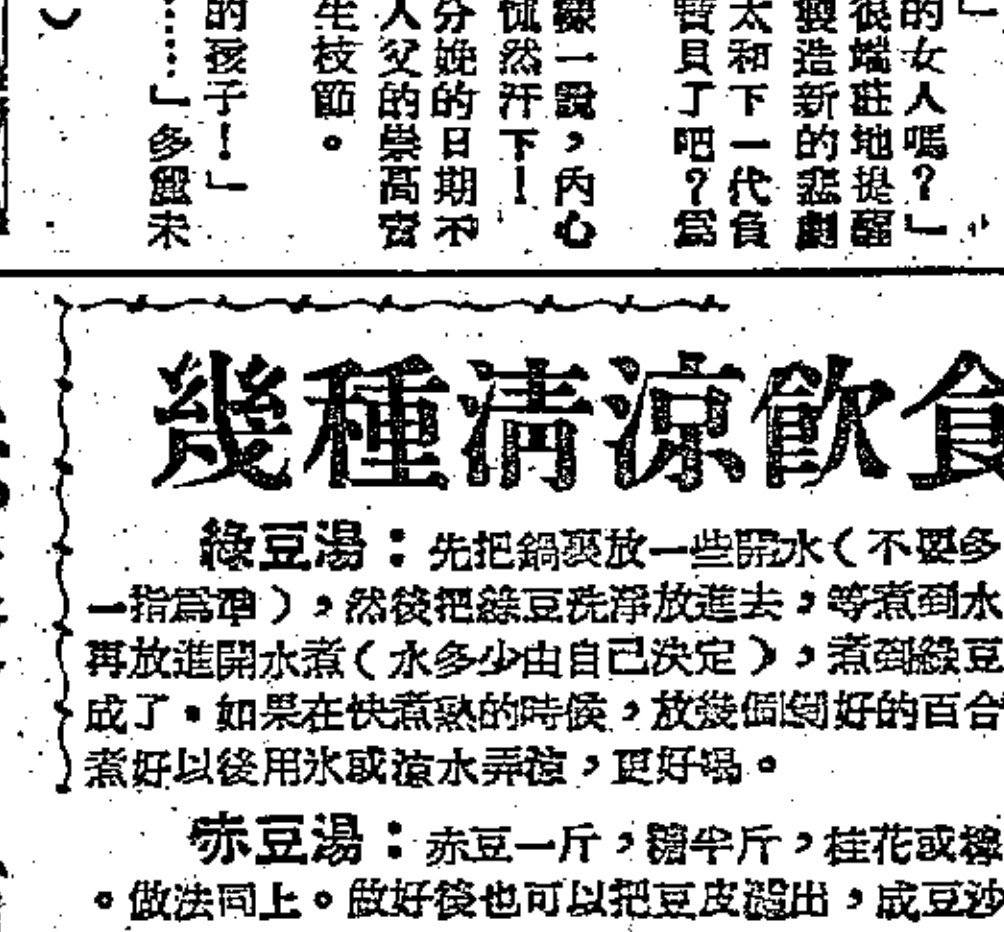 的女人嗎？」
很端莊地提醒
製造新的悲劇
太和下一代負
貝了吧？爲
一說，內心
然汗下！
分娩的日期不
人父的崇高責
生枝節。
的孩子！」
……」多麗未
幾種清涼飲食
綠豆湯：先把鍋裏放一些開水（不要多
一指爲準），然後把綠豆洗淨放進去，等煮到水
再放進開水煮（水多少由自己決定），煮到綠豆
成了。如果在快煮熟的時候，放幾個剝好的百合
煮好以後用冰或涼水弄涼，更好喝。
赤豆湯：赤豆一斤，糖半斤，桂花或
。做法同上。做好後也可以把豆皮濾出，成豆沙